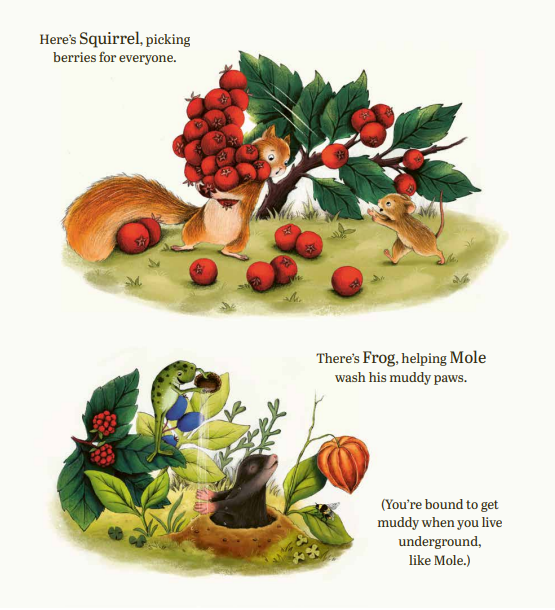 Here’s Squirrel, picking
berries for everyone.
There’s Frog, helping Mole
wash his muddy paws.
(You’re bound to get
muddy when you live
underground,
like Mole.)